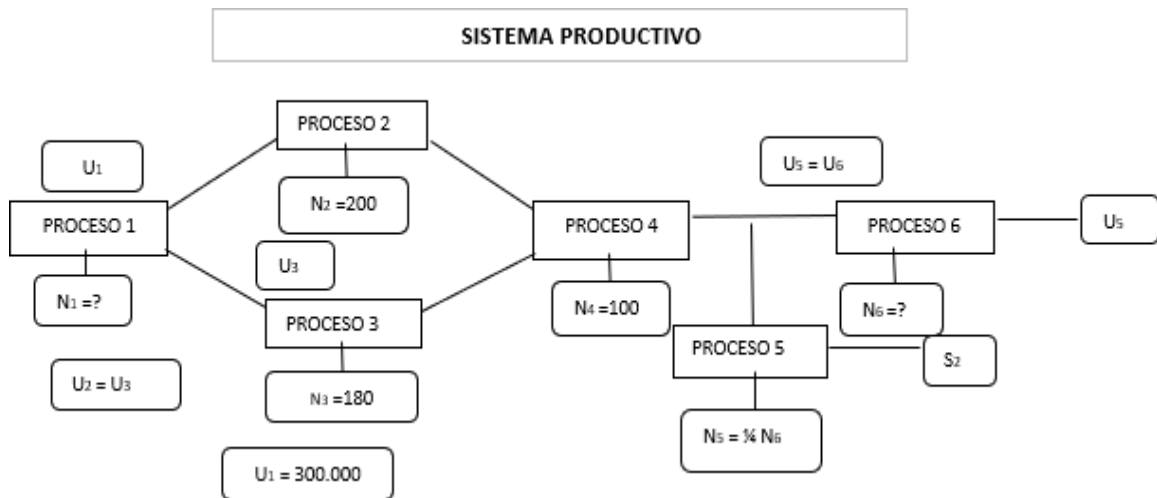 SISTEMA PRODUCTIVO
PROCESO 2
U₁
U₅ = U₆
N₂ =200
PROCESO 1
PROCESO 4
PROCESO 6
U₅
U₃
N₁ =?
N₄ =100
N₆ =?
PROCESO 3
PROCESO 5
S₂
U₂ = U₃
N₃ =180
N₅ = ¼ N₆
U₁ = 300.000